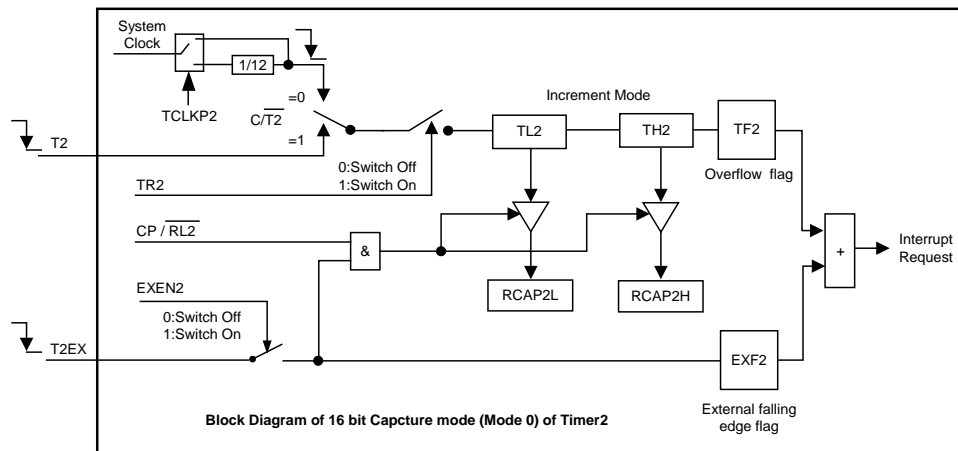 System
Clock
1/12
TCLKP2
=0
C/T2
=1
T2
Increment Mode
TL2
TH2
TF2
Overflow flag
0:Switch Off
1:Switch On
TR2
CP / RL2
&
+
Interrupt
Request
RCAP2L
RCAP2H
EXEN2
0:Switch Off
1:Switch On
T2EX
EXF2
External falling
edge flag
Block Diagram of 16 bit Capcture mode (Mode 0) of Timer2